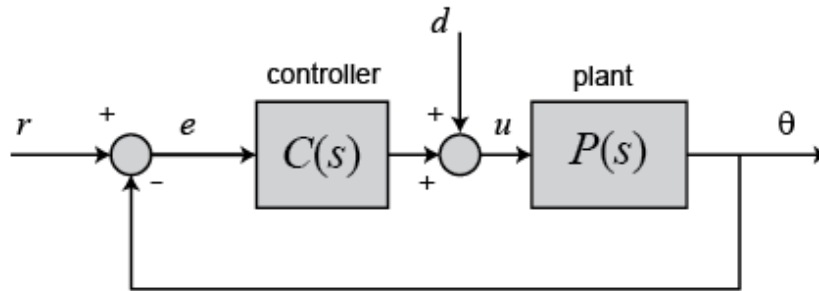 d
controller
plant
r
+
e
C(s)
+
u
P(s)
θ
-
+